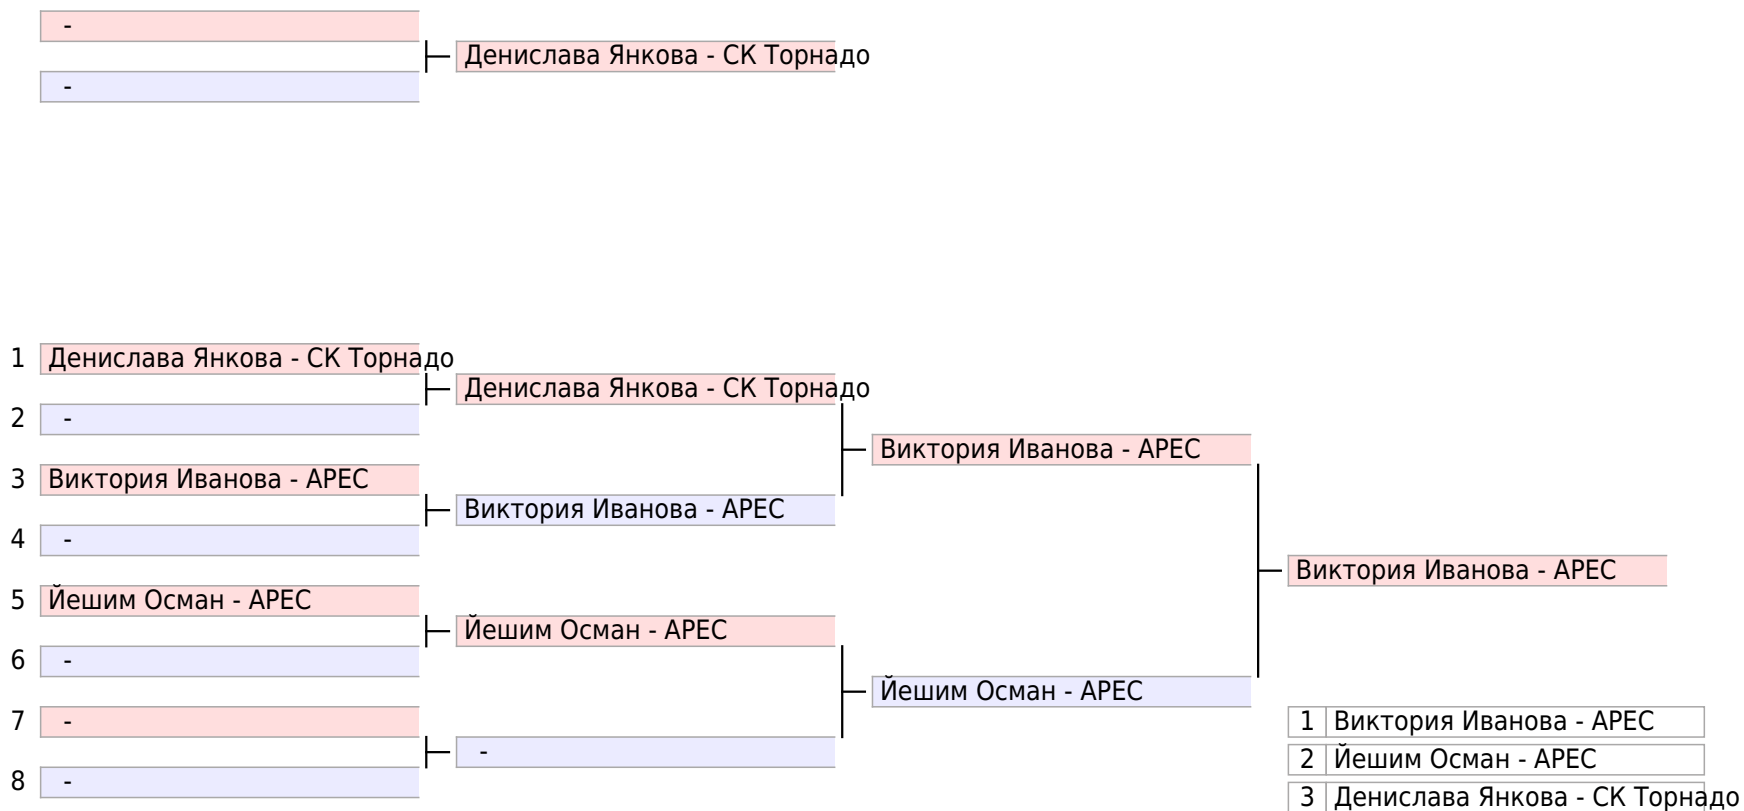 -
Денислава Янкова - СК Торнадо
-
1 Денислава Янкова - СК Торнадо
Денислава Янкова - СК Торнадо
2 -
Виктория Иванова - АРЕС
3 Виктория Иванова - АРЕС
Виктория Иванова - АРЕС
4 -
Виктория Иванова - АРЕС
5 Йешим Осман - АРЕС
Йешим Осман - АРЕС
6 -
Йешим Осман - АРЕС
7 -
-
8 -
1 Виктория Иванова - АРЕС
2 Йешим Осман - АРЕС
3 Денислава Янкова - СК Торнадо